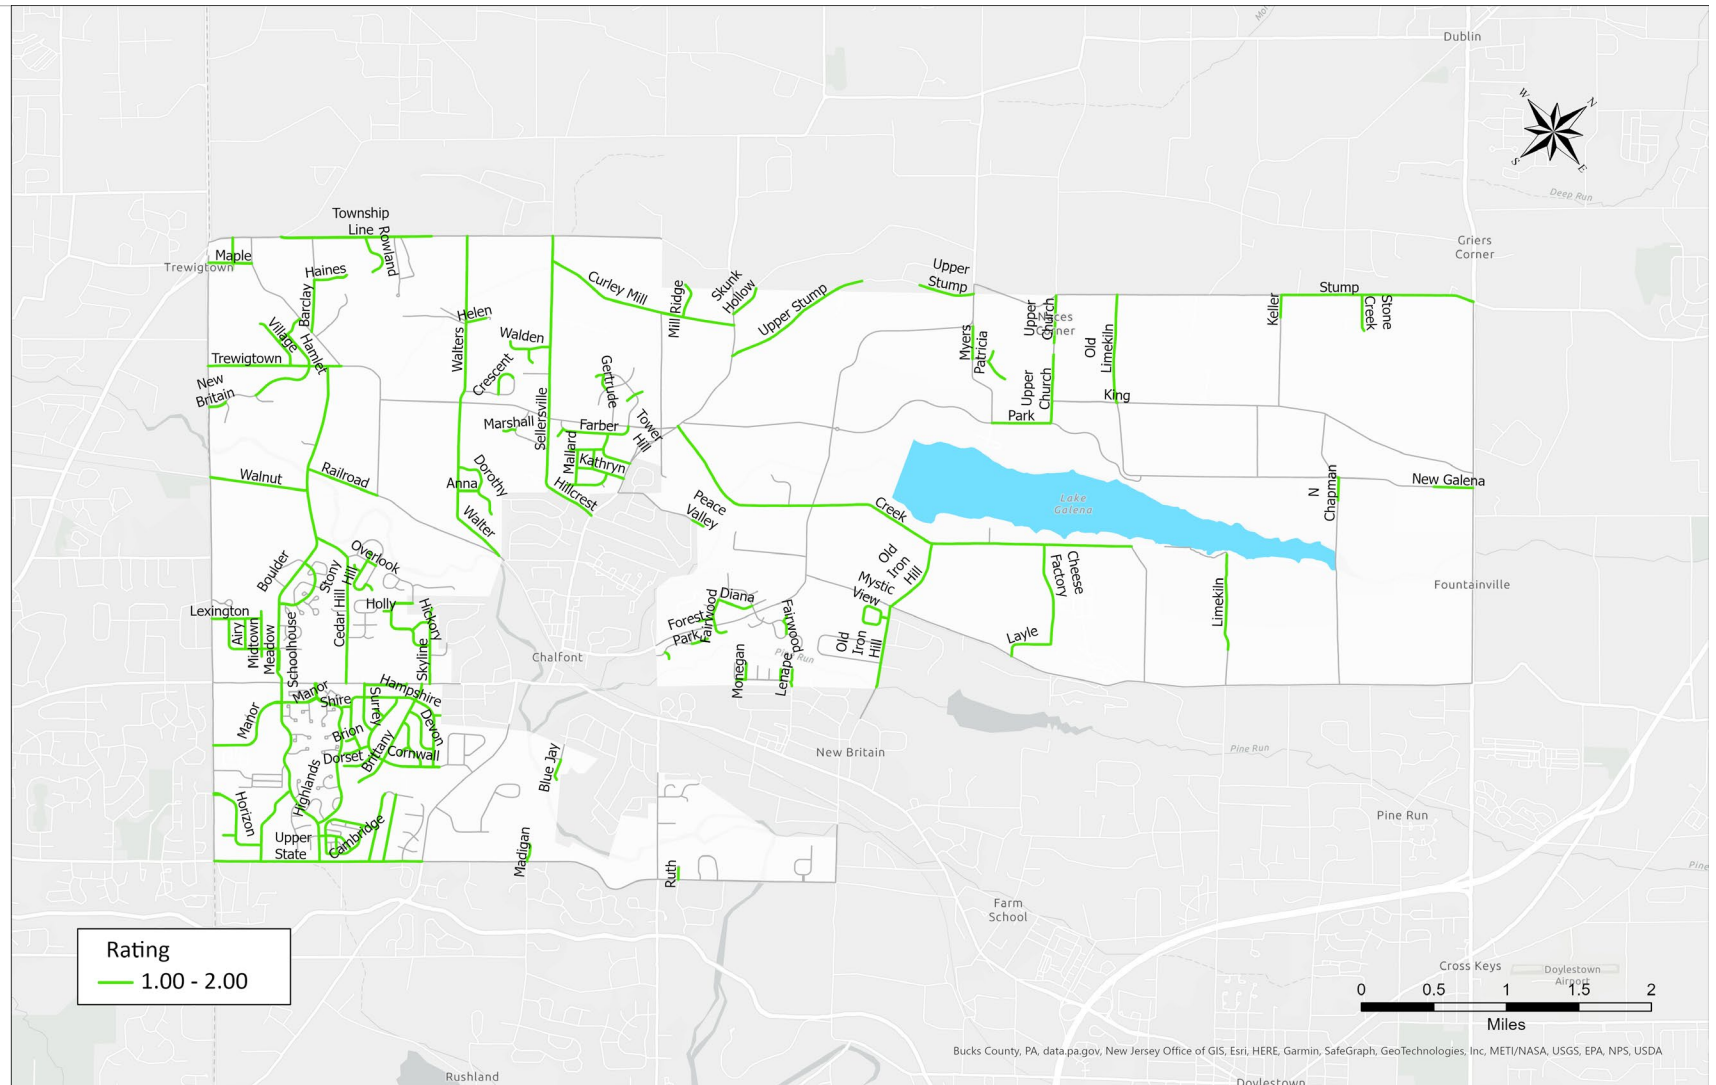 Dublin
W
N
S
E
Deep Run
Griers
Corner
Township
Line
Rowland
Maple
Trewigtown
Haines
Barclay
Village
Hamlet
Trewigtown
New
Britain
Helen
Walters
Walden
Crescent
Curley Mill
Mill Ridge
Skunk
Hollow
Upper Stump
Upper
Stump
Upper
Church
Naces
Corner
Myers
Patricia
Old
Limekiln
Upper
Church
King
Park
Keller
Stump
Stone
Creek
Gertrude
Sellersville
Marshall
Farber
Tower
Hill
Mallard
Kathryn
Hillcrest
Walnut
Railroad
Anna
Dorothy
Walter
Peace
Valley
Creek
Lake
Galena
N
Chapman
New Galena
Fountainville
Old
Iron
Hill
Mystic
View
Cheese
Factory
Limekiln
Layle
Boulder
Overlook
Stony
Hill
Cedar Hill
Holly
Hickory
Skyline
Lexington
Airy
Midtown
Meadow
Schoolhouse
Chalfont
Diana
Forest
Park
Fairwood
Fairwood
Pine Run
Old
Iron
Hill
Monegan
Lenape
Manor
Manor
Shire
Hampshire
Surrey
Devon
Brion
Brittany
Dorset
Cornwall
Highlands
Horizon
Upper
State
Cambridge
Blue Jay
Madigan
Ruth
New Britain
Pine Run
Pine Run
Pine
Farm
School
Cross Keys
Doylestown
Airport
Rating
1.00 - 2.00
0 0.5 1 1.5 2
Miles
Bucks County, PA, data.pa.gov, New Jersey Office of GIS, Esri, HERE, Garmin, SafeGraph, GeoTechnologies, Inc, METI/NASA, USGS, EPA, NPS, USDA
Rushland
Doylestown